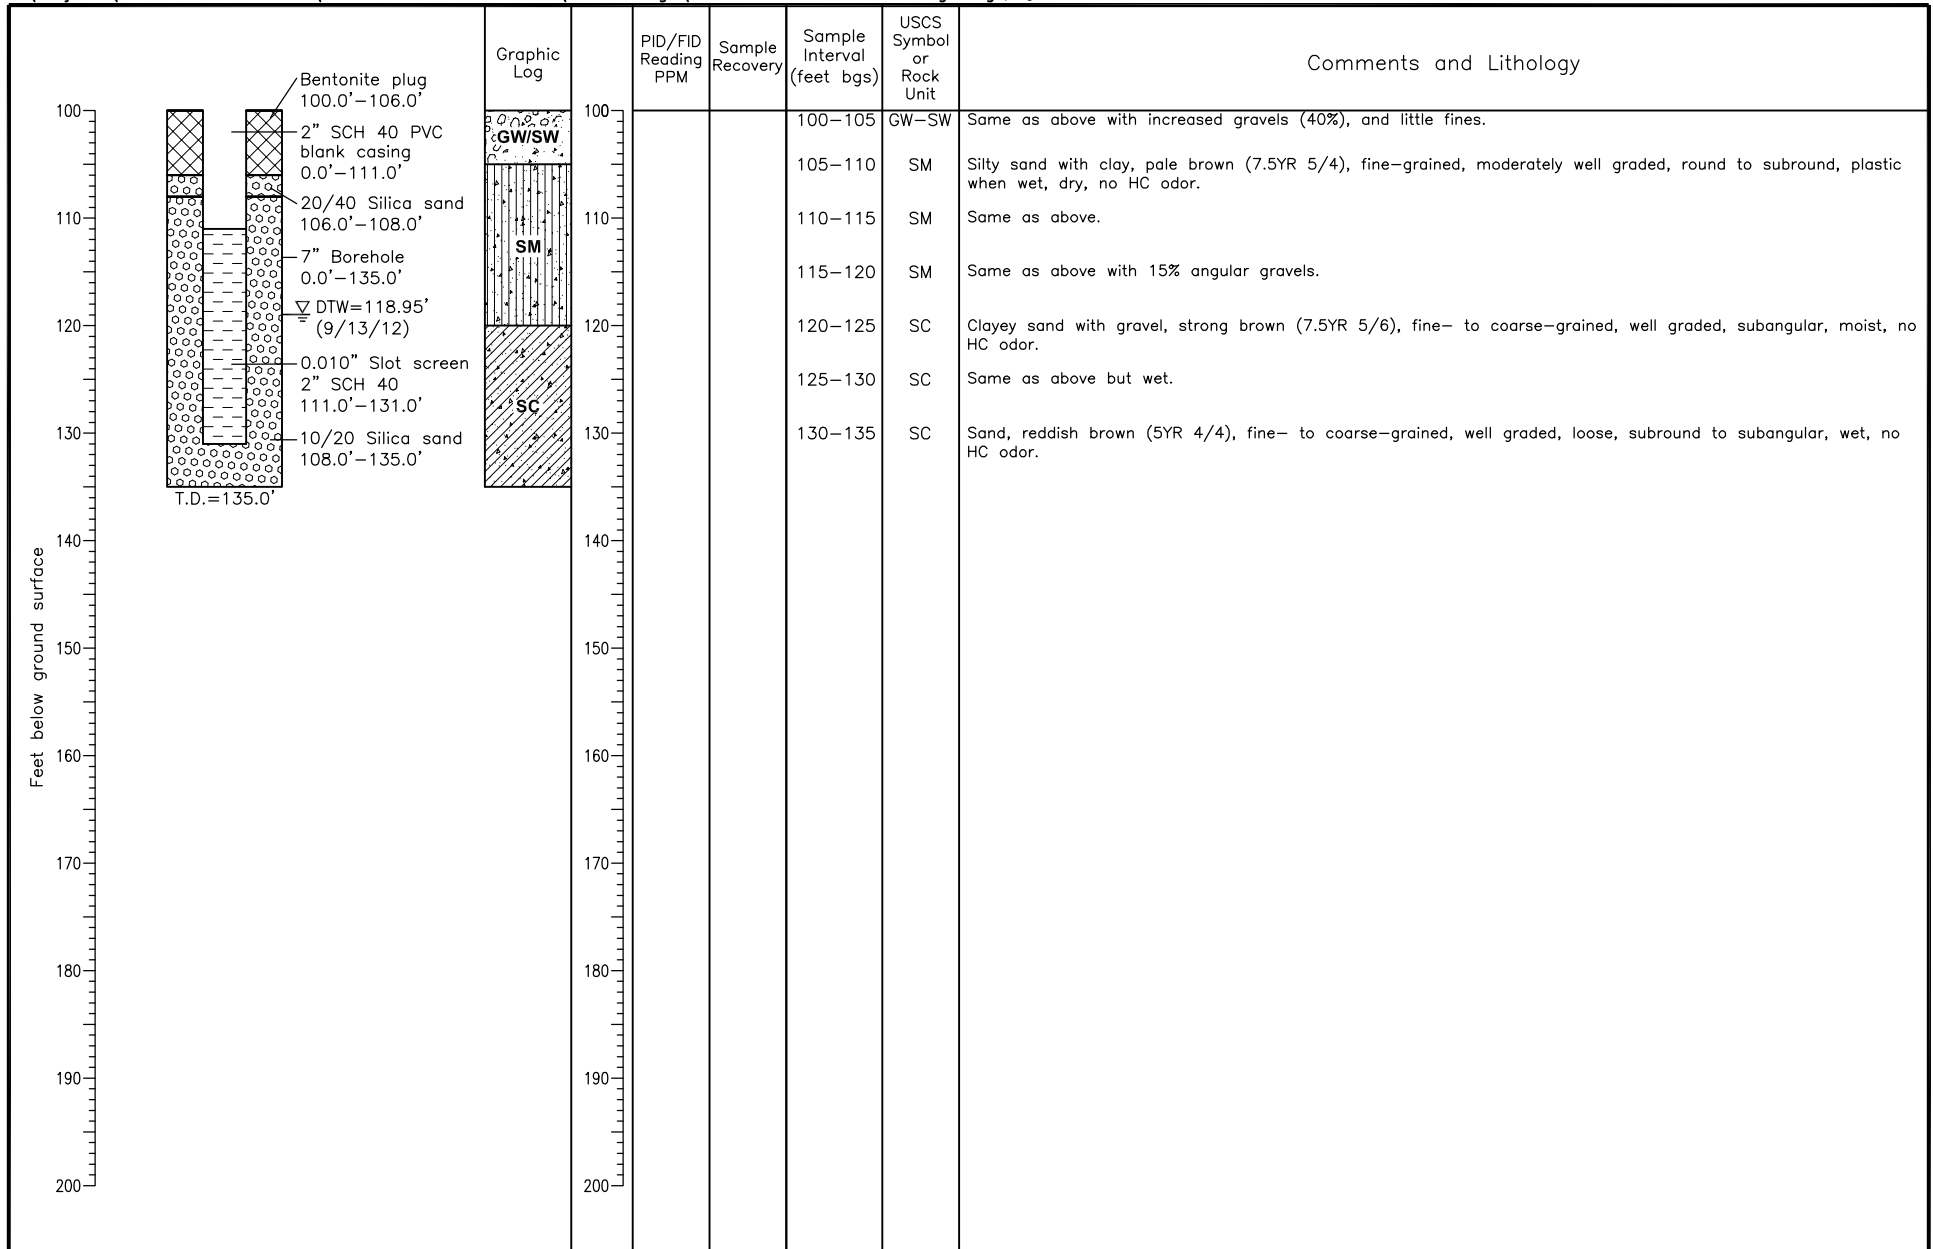 Graphic
Log
PID/FID
Reading
PPM
Sample
Recovery
Sample
Interval
(feet bgs)
USCS
Symbol
or
Rock
Unit
Comments and Lithology
Bentonite plug
100.0'–106.0'
2" SCH 40 PVC
blank casing
0.0'–111.0'
20/40 Silica sand
106.0'–108.0'
7" Borehole
0.0'–135.0'
DTW=118.95'
(9/13/12)
0.010" Slot screen
2" SCH 40
111.0'–131.0'
10/20 Silica sand
108.0'–135.0'
T.D.=135.0'
Feet below ground surface
100
110
120
130
140
150
160
170
180
190
200
GW/SW
SM
SC
100
110
120
130
140
150
160
170
180
190
200
100–105 GW–SW Same as above with increased gravels (40%), and little fines.
105–110 SM Silty sand with clay, pale brown (7.5YR 5/4), fine–grained, moderately well graded, round to subround, plastic
when wet, dry, no HC odor.
110–115 SM Same as above.
115–120 SM Same as above with 15% angular gravels.
120–125 SC Clayey sand with gravel, strong brown (7.5YR 5/6), fine– to coarse–grained, well graded, subangular, moist, no
HC odor.
125–130 SC Same as above but wet.
130–135 SC Sand, reddish brown (5YR 4/4), fine– to coarse–grained, well graded, loose, subround to subangular, wet, no
HC odor.